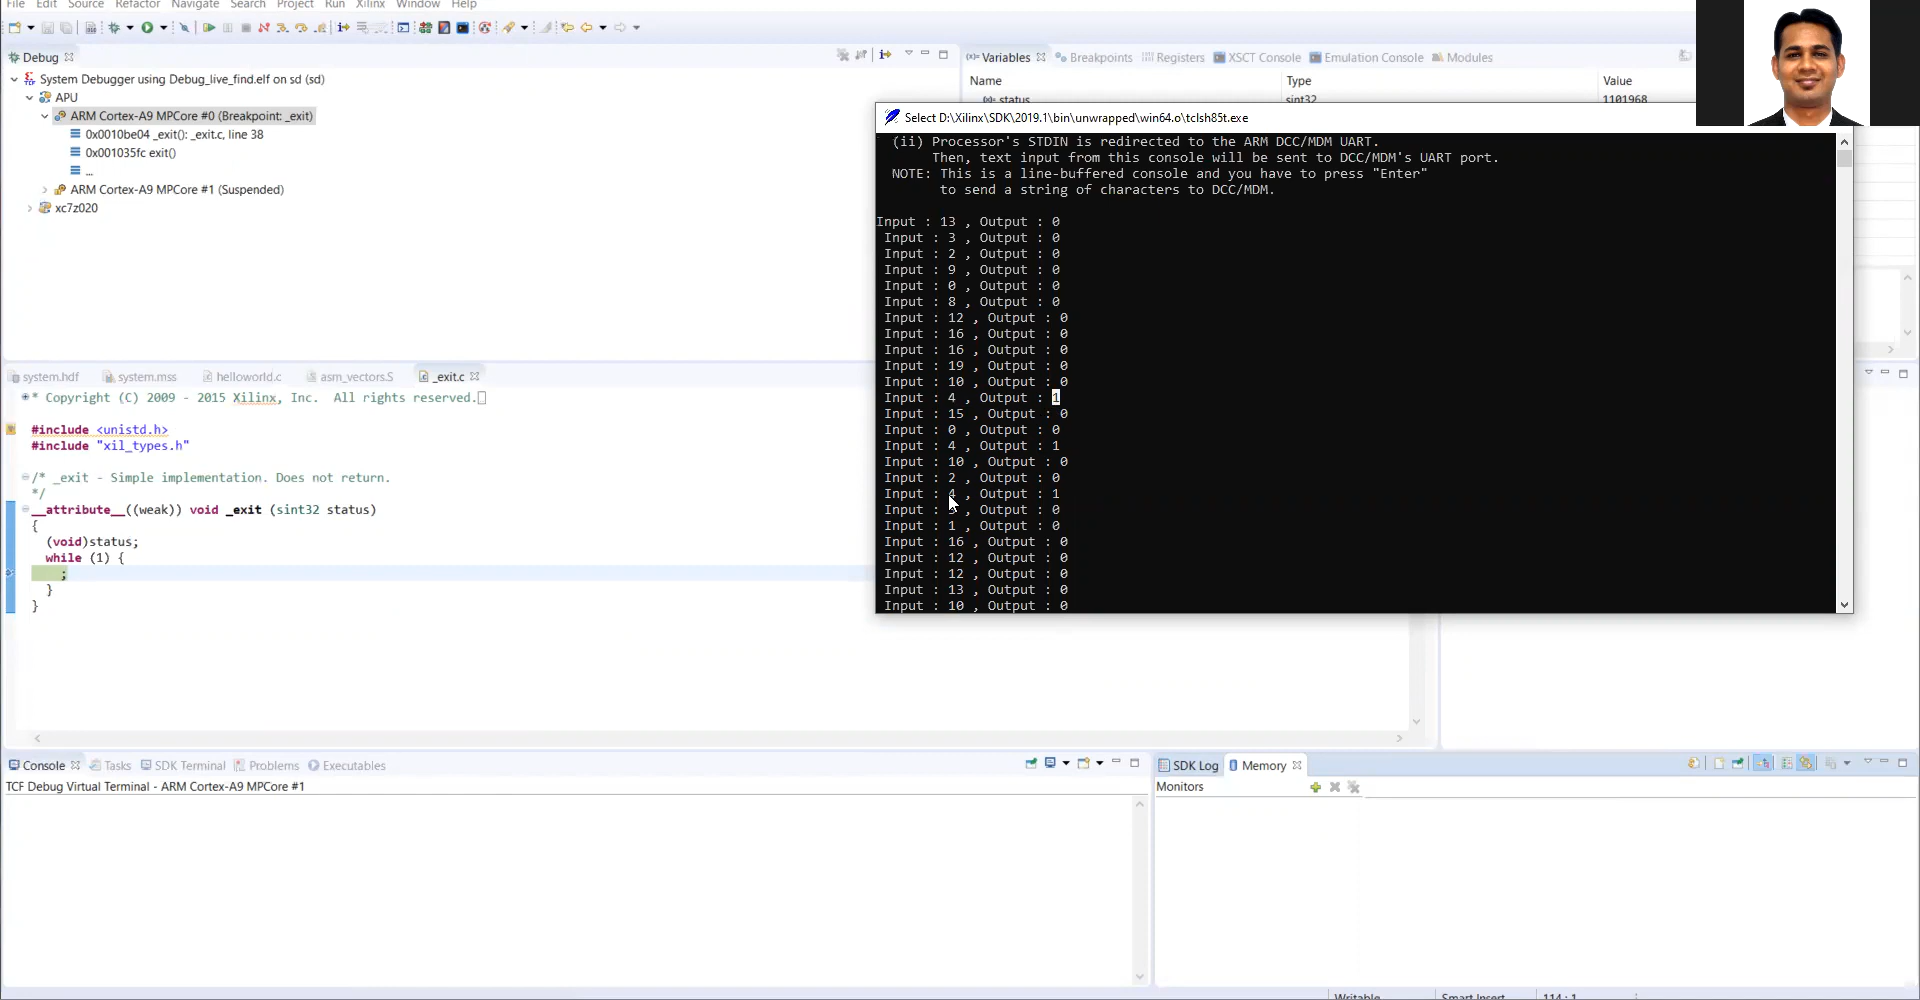 File Edit Source Refactor Navigate Search Project Run Xilinx Window Help
Debug
System Debugger using Debug_live_find.elf on sd (sd)
APU
ARM Cortex-A9 MPCore #0 (Breakpoint: _exit)
0x0010be04 _exit(): _exit.c, line 38
0x001035fc exit()
...
ARM Cortex-A9 MPCore #1 (Suspended)
xc7z020
(x)= Variables Breakpoints Registers XSCT Console Emulation Console Modules
Name Type Value
status sint32 1101968
Select D:\Xilinx\SDK\2019.1\bin\unwrapped\win64.o\tclsh85t.exe
(ii) Processor's STDIN is redirected to the ARM DCC/MDM UART.
Then, text input from this console will be sent to DCC/MDM's UART port.
NOTE: This is a line-buffered console and you have to press "Enter"
to send a string of characters to DCC/MDM.
Input : 13 , Output : 0
Input : 3 , Output : 0
Input : 2 , Output : 0
Input : 9 , Output : 0
Input : 0 , Output : 0
Input : 8 , Output : 0
Input : 12 , Output : 0
Input : 16 , Output : 0
Input : 16 , Output : 0
Input : 19 , Output : 0
Input : 10 , Output : 0
Input : 4 , Output : 1
Input : 15 , Output : 0
Input : 0 , Output : 0
Input : 4 , Output : 1
Input : 10 , Output : 0
Input : 2 , Output : 0
Input : 4 , Output : 1
Input : , Output : 0
Input : 1 , Output : 0
Input : 16 , Output : 0
Input : 12 , Output : 0
Input : 12 , Output : 0
Input : 13 , Output : 0
Input : 10 , Output : 0
system.hdf system.mss helloworld.c asm_vectors.S _exit.c
* Copyright (C) 2009 - 2015 Xilinx, Inc. All rights reserved.
#include <unistd.h>
#include "xil_types.h"
/* _exit - Simple implementation. Does not return.
*/
__attribute__((weak)) void _exit (sint32 status)
{
(void)status;
while (1) {
;
}
}
Console Tasks SDK Terminal Problems Executables
TCF Debug Virtual Terminal - ARM Cortex-A9 MPCore #1
SDK Log Memory
Monitors
Writable Smart Insert 114 : 1